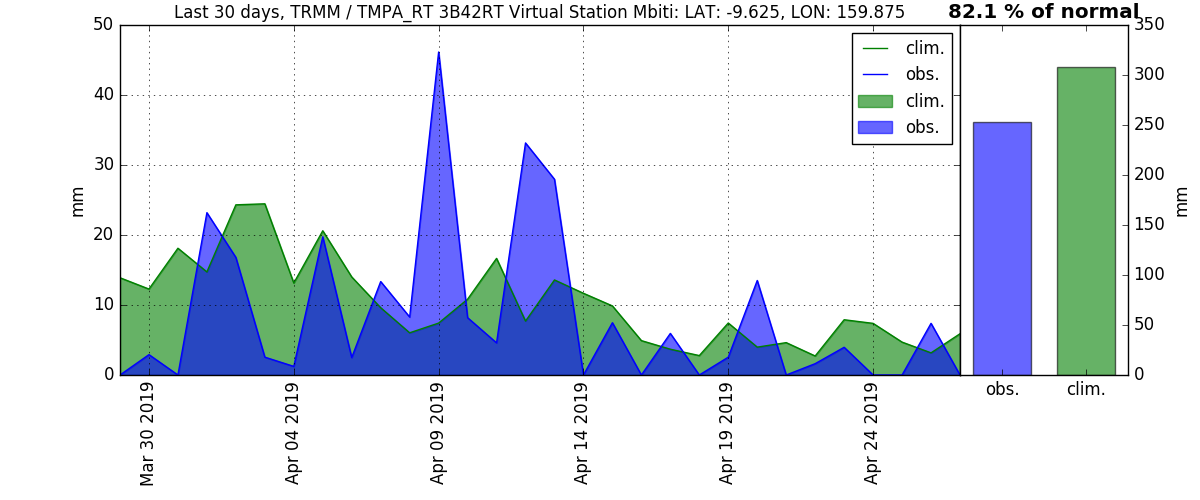 Last 30 days, TRMM / TMPA_RT 3B42RT Virtual Station Mbiti: LAT: -9.625, LON: 159.875
82.1 % of normal
50
40
30
20
10
0
mm
clim.
obs.
clim.
obs.
Mar 30 2019
Apr 04 2019
Apr 09 2019
Apr 14 2019
Apr 19 2019
Apr 24 2019
350
300
250
200
150
100
50
0
mm
obs.
clim.